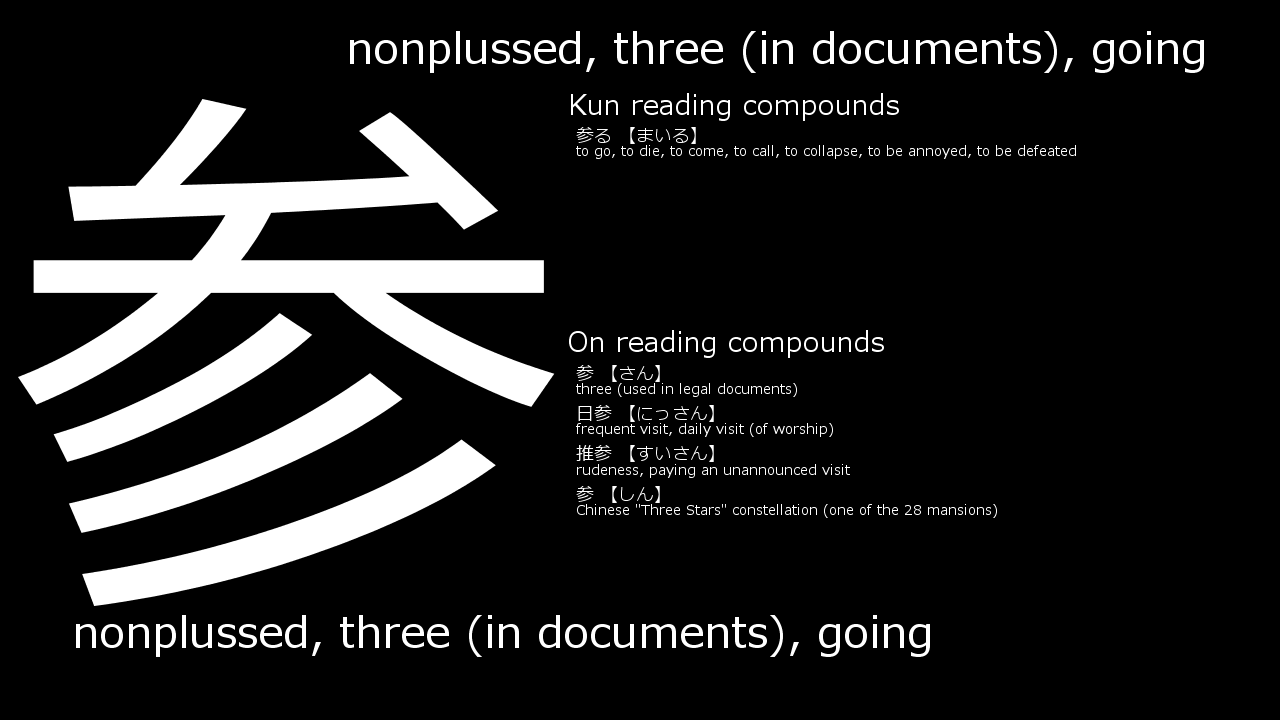 nonplussed, three (in documents), going
参
Kun reading compounds
参る 【まいる】
to go, to die, to come, to call, to collapse, to be annoyed, to be defeated
On reading compounds
参 【さん】
three (used in legal documents)
日参 【にっさん】
frequent visit, daily visit (of worship)
推参 【すいさん】
rudeness, paying an unannounced visit
参 【しん】
Chinese "Three Stars" constellation (one of the 28 mansions)
nonplussed, three (in documents), going